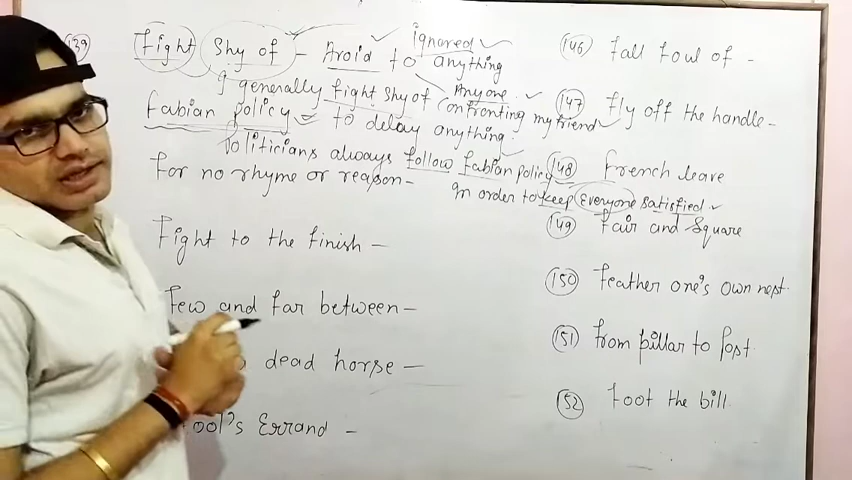 139 Fight Shy of - Avoid to anything
ignored
Anyone.
I generally fight shy of confronting my friend
Fabian policy = to delay anything.
Politicians always follow fabian policy
In order to keep Everyone satisfied
For no rhyme or reason -
Fight to the finish -
Few and far between -
dead horse -
Fool's Errand -
146 Fall Foul of -
147 Fly off the handle -
148 French leave
149 Fair and Square
150 Feather one's own nest.
151 From pillar to Post
152 Foot the bill